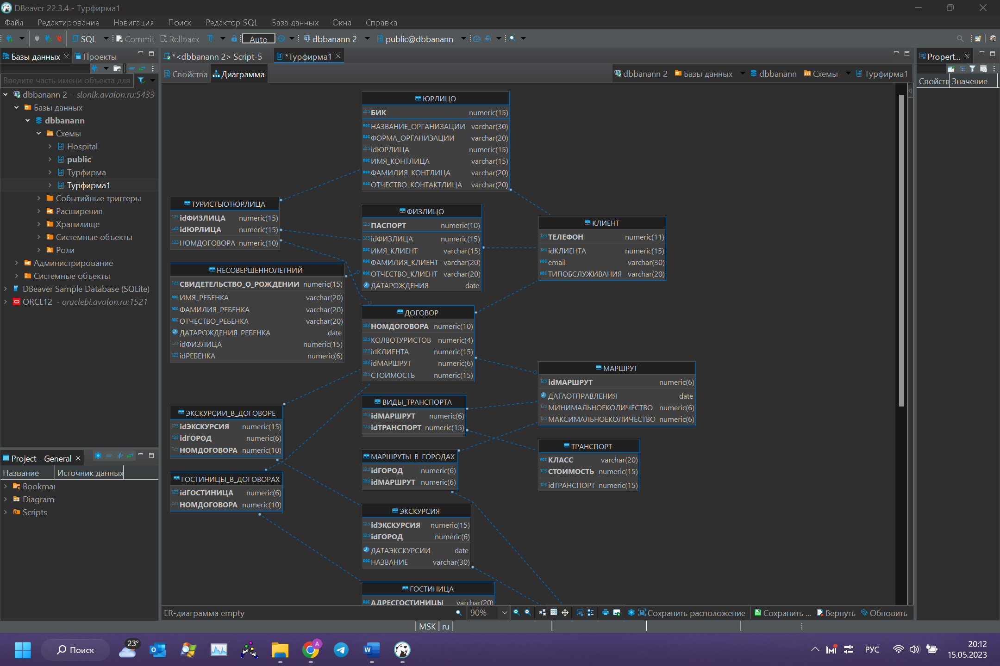 DBeaver 22.3.4 - Турфирма1
Файл Редактирование Навигация Поиск Редактор SQL База данных Окна Справка
SQL Commit Rollback Auto dbbanann 2 public@dbbanann
Базы данных Проекты
Введите часть имени объекта для
dbbanann 2 - slonik.avalon.ru:5433
Базы данных
dbbanann
Схемы
Hospital
public
Турфирма
Турфирма1
Событийные триггеры
Расширения
Хранилище
Системные объекты
Роли
Администрирование
Системные объекты
DBeaver Sample Database (SQLite)
ORCL12 - oraclebi.avalon.ru:1521
Project - General
Название Источник данных
Bookmar
Diagram
Scripts
*<dbbanann 2> Script-5 *Турфирма1
Свойства Диаграмма
dbbanann 2 Базы данных dbbanann Схемы Турфирма1
ЮРЛИЦО
БИК numeric(15)
НАЗВАНИЕ_ОРГАНИЗАЦИИ varchar(30)
ФОРМА_ОРГАНИЗАЦИИ varchar(20)
idЮРЛИЦА numeric(15)
ИМЯ_КОНТЛИЦА varchar(15)
ФАМИЛИЯ_КОНТЛИЦА varchar(20)
ОТЧЕСТВО_КОНТАКТЛИЦА varchar(20)
ТУРИСТЫОТЮРЛИЦА
idФИЗЛИЦА numeric(15)
idЮРЛИЦА numeric(15)
НОМДОГОВОРА numeric(10)
ФИЗЛИЦО
ПАСПОРТ numeric(10)
idФИЗЛИЦА numeric(15)
ИМЯ_КЛИЕНТ varchar(15)
ФАМИЛИЯ_КЛИЕНТ varchar(20)
ОТЧЕСТВО_КЛИЕНТ varchar(20)
ДАТАРОЖДЕНИЯ date
КЛИЕНТ
ТЕЛЕФОН numeric(11)
idКЛИЕНТА numeric(15)
email varchar(30)
ТИПОБСЛУЖИВАНИЯ varchar(20)
НЕСОВЕРШЕННОЛЕТНИЙ
СВИДЕТЕЛЬСТВО_О_РОЖДЕНИИ numeric(15)
ИМЯ_РЕБЕНКА varchar(20)
ФАМИЛИЯ_РЕБЕНКА varchar(20)
ОТЧЕСТВО_РЕБЕНКА varchar(20)
ДАТАРОЖДЕНИЯ_РЕБЕНКА date
idФИЗЛИЦА numeric(15)
idРЕБЕНКА numeric(6)
ДОГОВОР
НОМДОГОВОРА numeric(10)
КОЛВОТУРИСТОВ numeric(4)
idКЛИЕНТА numeric(15)
idМАРШРУТ numeric(6)
СТОИМОСТЬ numeric(15)
МАРШРУТ
idМАРШРУТ numeric(6)
ДАТАОТПРАВЛЕНИЯ date
МИНИМАЛЬНОЕКОЛИЧЕСТВО numeric(6)
МАКСИМАЛЬНОЕКОЛИЧЕСТВО numeric(6)
ВИДЫ_ТРАНСПОРТА
idМАРШРУТ numeric(6)
idТРАНСПОРТ numeric(15)
ЭКСКУРСИИ_В_ДОГОВОРЕ
idЭКСКУРСИЯ numeric(15)
idГОРОД numeric(6)
НОМДОГОВОРА numeric(10)
ТРАНСПОРТ
КЛАСС varchar(20)
СТОИМОСТЬ numeric(15)
idТРАНСПОРТ numeric(15)
МАРШРУТЫ_В_ГОРОДАХ
idГОРОД numeric(6)
idМАРШРУТ numeric(6)
ГОСТИНИЦЫ_В_ДОГОВОРАХ
idГОСТИНИЦА numeric(6)
НОМДОГОВОРА numeric(10)
ЭКСКУРСИЯ
idЭКСКУРСИЯ numeric(15)
idГОРОД numeric(6)
ДАТАЭКСКУРСИИ date
НАЗВАНИЕ varchar(30)
ГОСТИНИЦА
АДРЕСГОСТИНИЦЫ varchar(20)
ER-диаграмма empty 90% Сохранить расположение Сохранить ... Вернуть Обновить
Propert...
Свойств Значение
MSK ru
23° Поиск РУС 20:12
15.05.2023